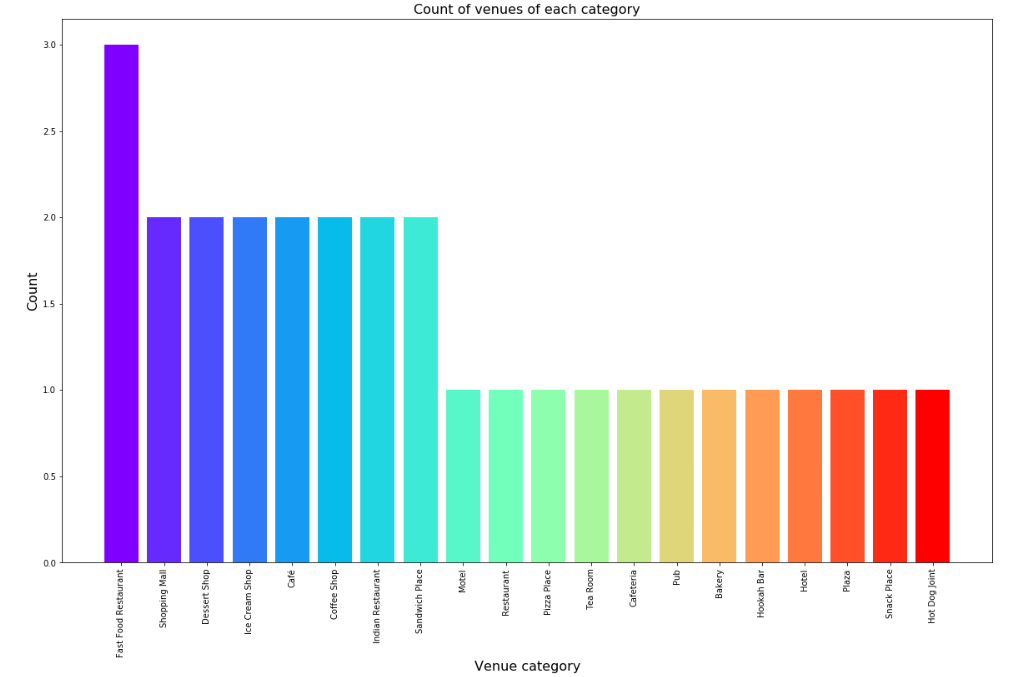 Count of venues of each category
Count
3.0
2.5
2.0
1.5
1.0
0.5
0.0
Fast Food Restaurant
Shopping Mall
Dessert Shop
Ice Cream Shop
Café
Coffee Shop
Indian Restaurant
Sandwich Place
Motel
Restaurant
Pizza Place
Tea Room
Cafeteria
Pub
Bakery
Hookah Bar
Hotel
Plaza
Snack Place
Hot Dog Joint
Venue category